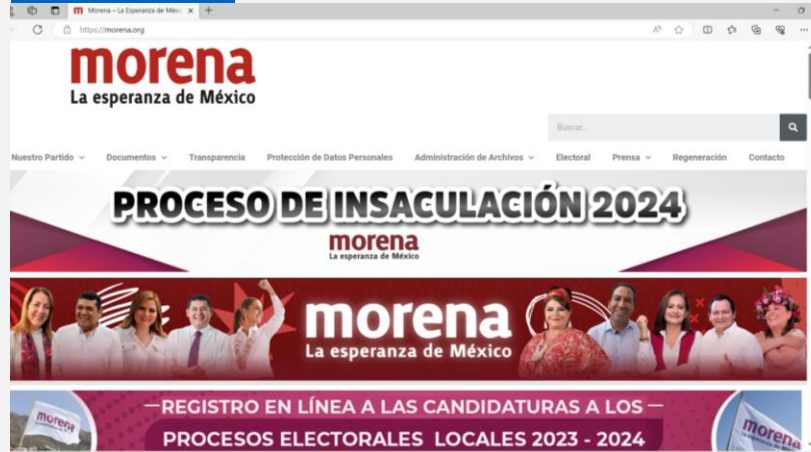 Morena – La Esperanza de Méxi
https://morena.org
morena
La esperanza de México
Buscar...
Nuestro Partido Documentos Transparencia Protección de Datos Personales Administración de Archivos Electoral Prensa Regeneración Contacto
PROCESO DE INSACULACIÓN 2024
morena
La esperanza de México
morena
La esperanza de México
REGISTRO EN LÍNEA A LAS CANDIDATURAS A LOS
PROCESOS ELECTORALES LOCALES 2023 - 2024
morena
morena